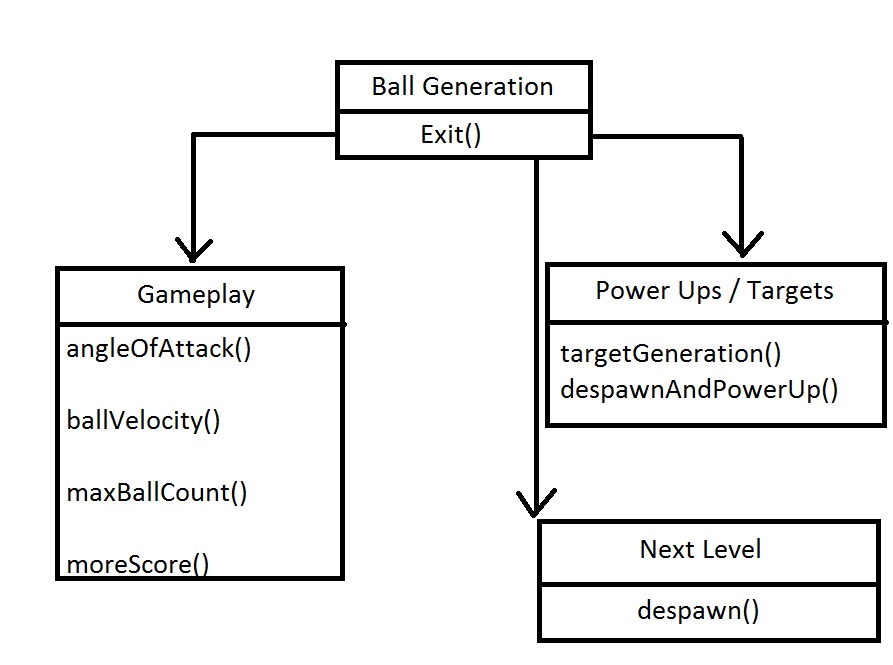 Ball Generation
Exit()
Gameplay
angleOfAttack()
ballVelocity()
maxBallCount()
moreScore()
Power Ups / Targets
targetGeneration()
despawnAndPowerUp()
Next Level
despawn()